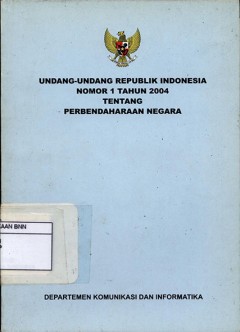 UNDANG-UNDANG REPUBLIK INDONESIA
NOMOR 1 TAHUN 2004
TENTANG
PERBENDAHARAAN NEGARA
AAN BNN
DEPARTEMEN KOMUNIKASI DAN INFORMATIKA